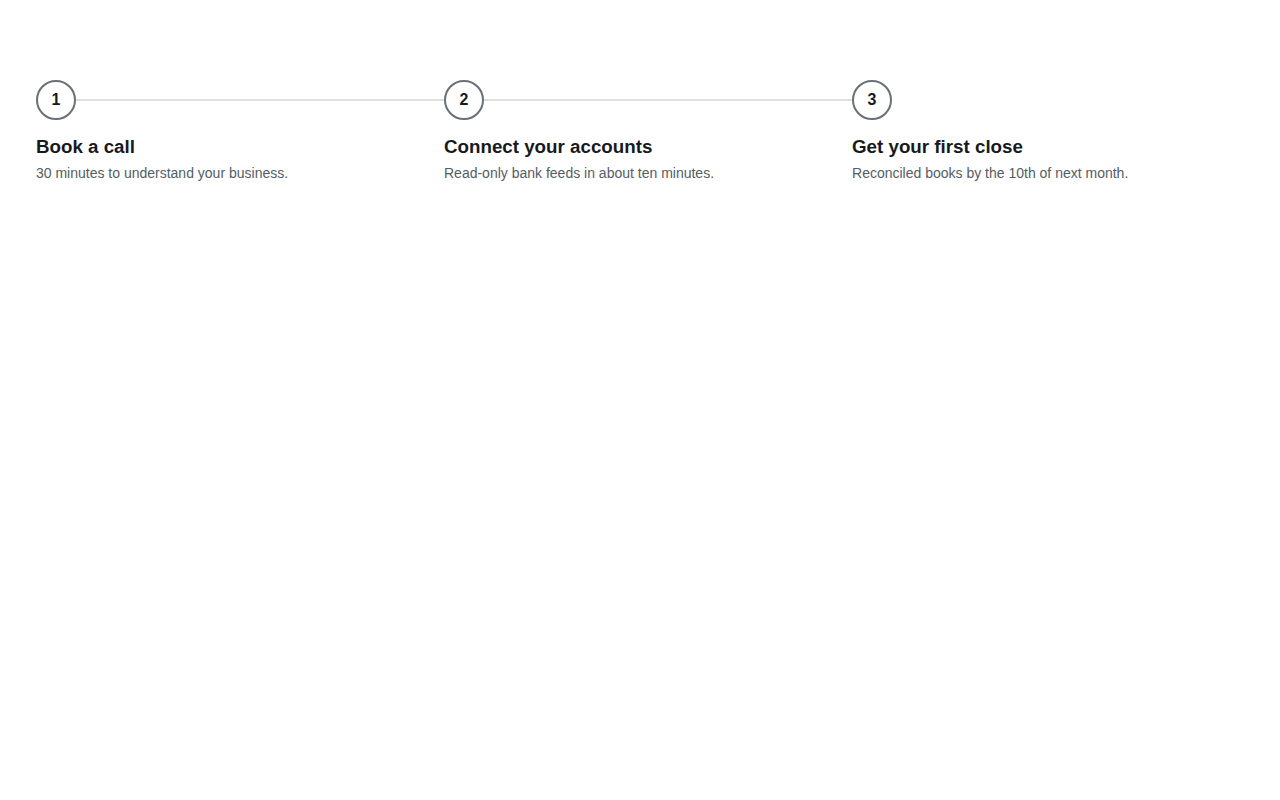 1
Book a call
30 minutes to understand your business.
2
Connect your accounts
Read-only bank feeds in about ten minutes.
3
Get your first close
Reconciled books by the 10th of next month.